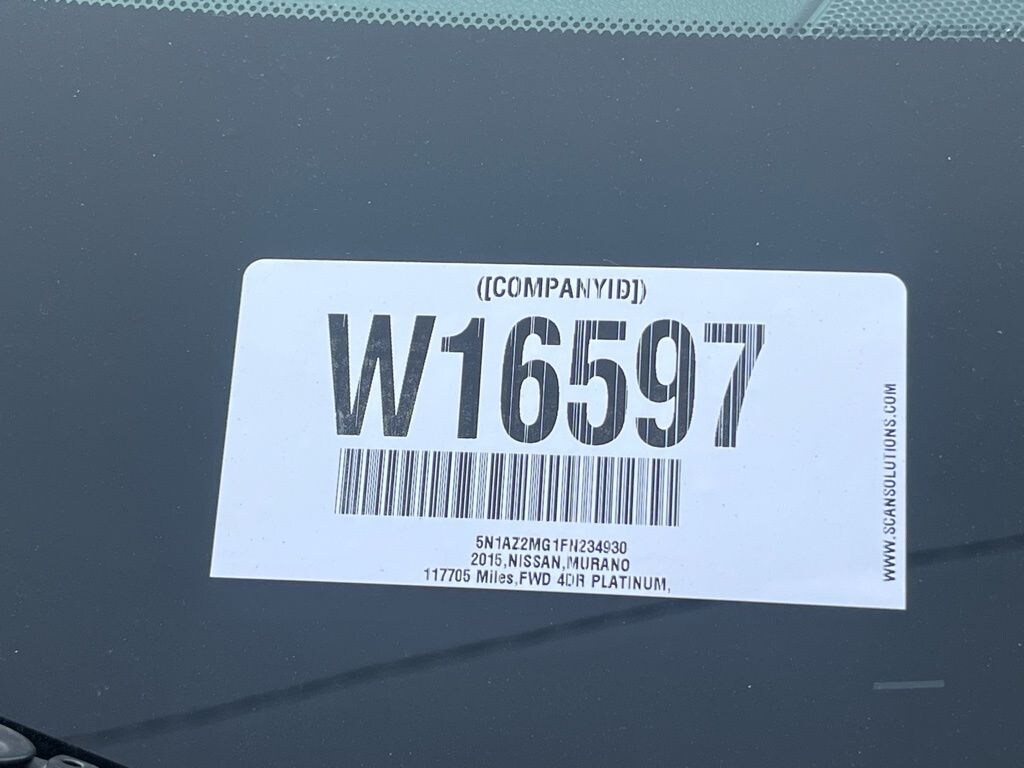 ([COMPANYID])
W16597
5N1AZ2MG1FN234930
2015,NISSAN,MURANO
117705 Miles,FWD 4DR PLATINUM,
WWW.SCANSOLUTIONS.COM